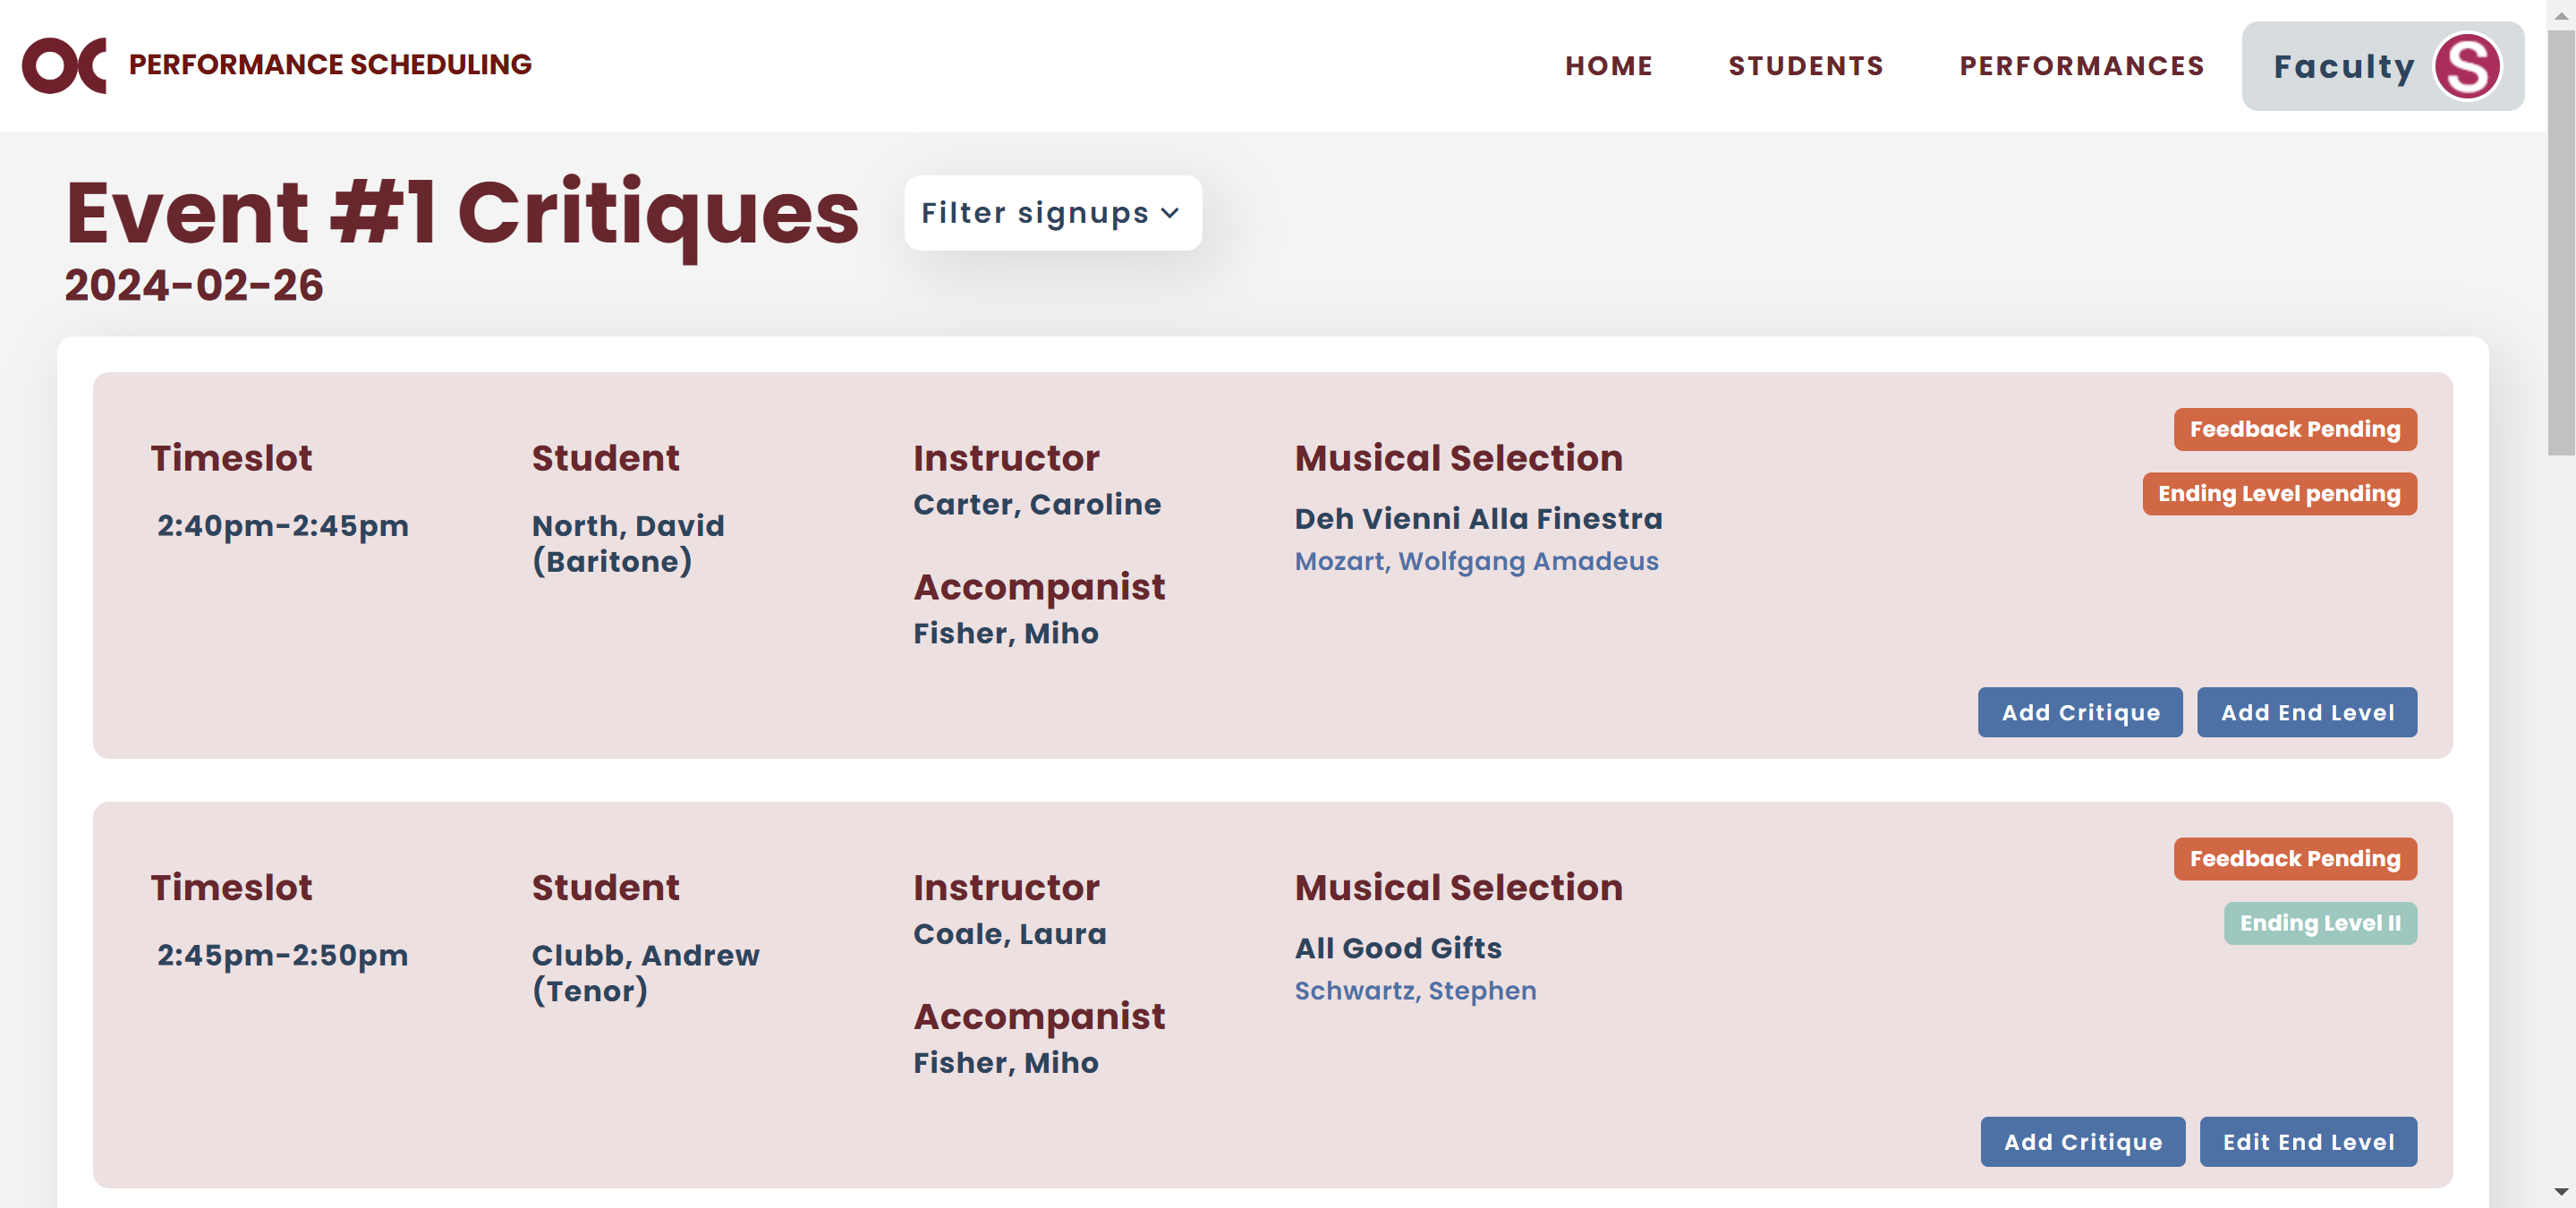 OC PERFORMANCE SCHEDULING
HOME STUDENTS PERFORMANCES Faculty S
Event #1 Critiques
Filter signups
2024-02-26
Feedback Pending
Ending Level pending
Timeslot
2:40pm-2:45pm
Student
North, David
(Baritone)
Instructor
Carter, Caroline
Accompanist
Fisher, Miho
Musical Selection
Deh Vienni Alla Finestra
Mozart, Wolfgang Amadeus
Add Critique Add End Level
Feedback Pending
Ending Level II
Timeslot
2:45pm-2:50pm
Student
Clubb, Andrew
(Tenor)
Instructor
Coale, Laura
Accompanist
Fisher, Miho
Musical Selection
All Good Gifts
Schwartz, Stephen
Add Critique Edit End Level